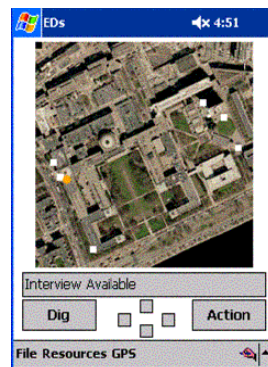 EDs 4:51
Interview Available
Dig Action
File Resources GPS